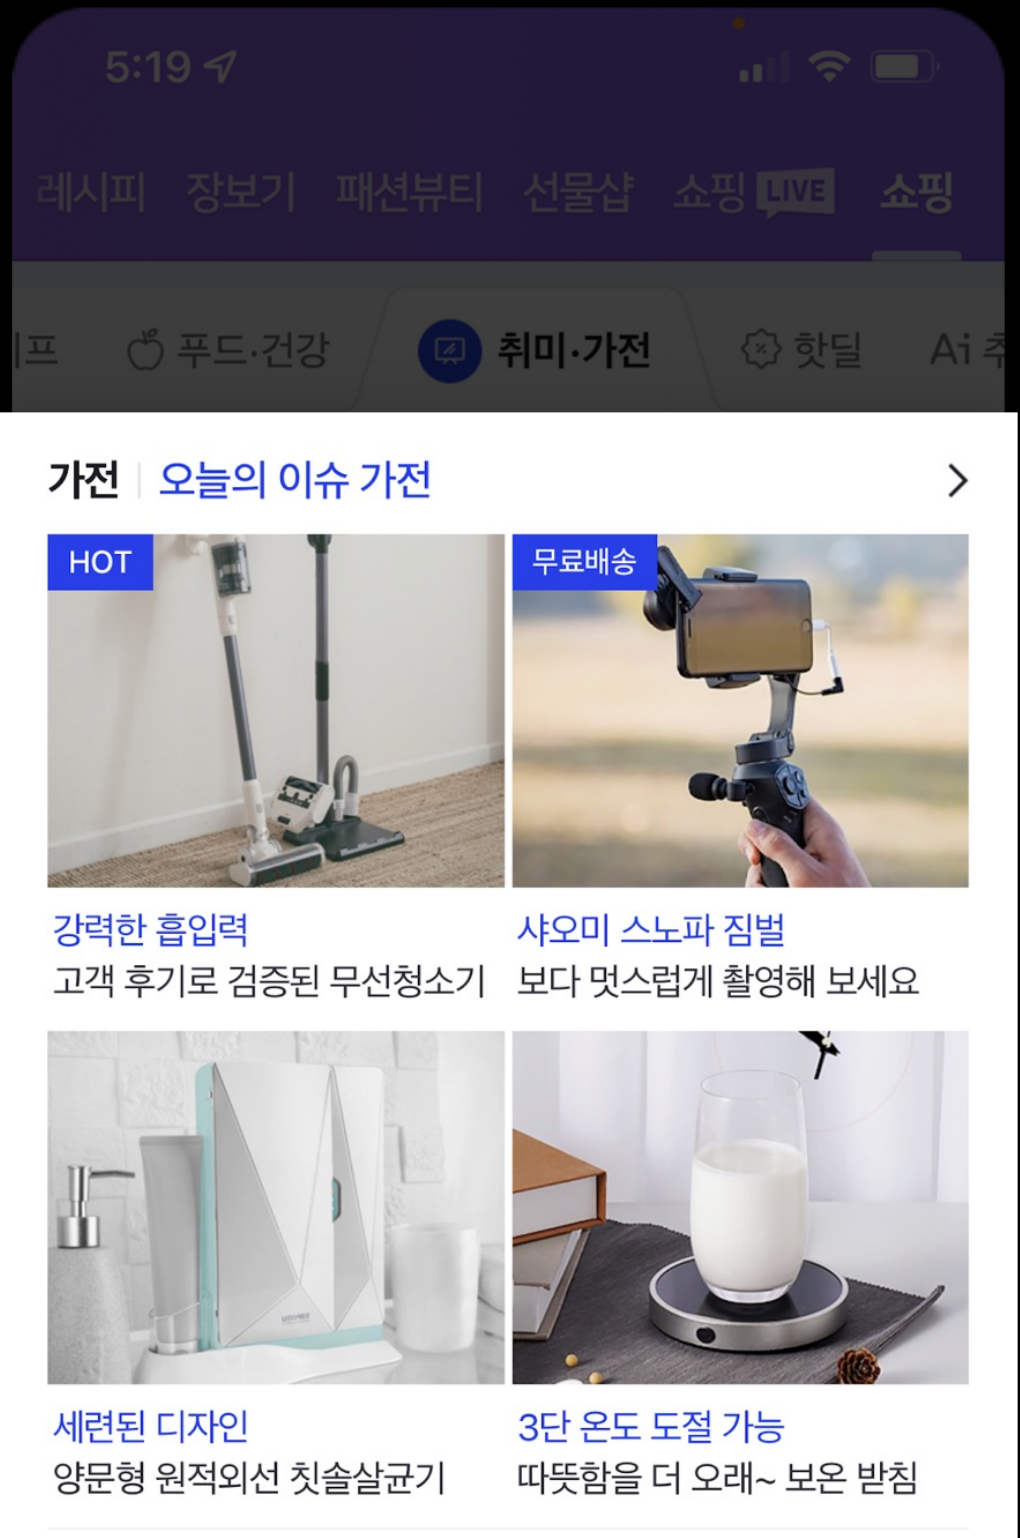 5:19
레시피 장보기 패션뷰티 선물샵 쇼핑 LIVE 쇼핑
프 푸드·건강 취미·가전 핫딜 Ai 추
가전 오늘의 이슈 가전
HOT
무료배송
강력한 흡입력
고객 후기로 검증된 무선청소기
샤오미 스노파 짐벌
보다 멋스럽게 촬영해 보세요
세련된 디자인
양문형 원적외선 칫솔살균기
3단 온도 도절 가능
따뜻함을 더 오래~ 보온 받침